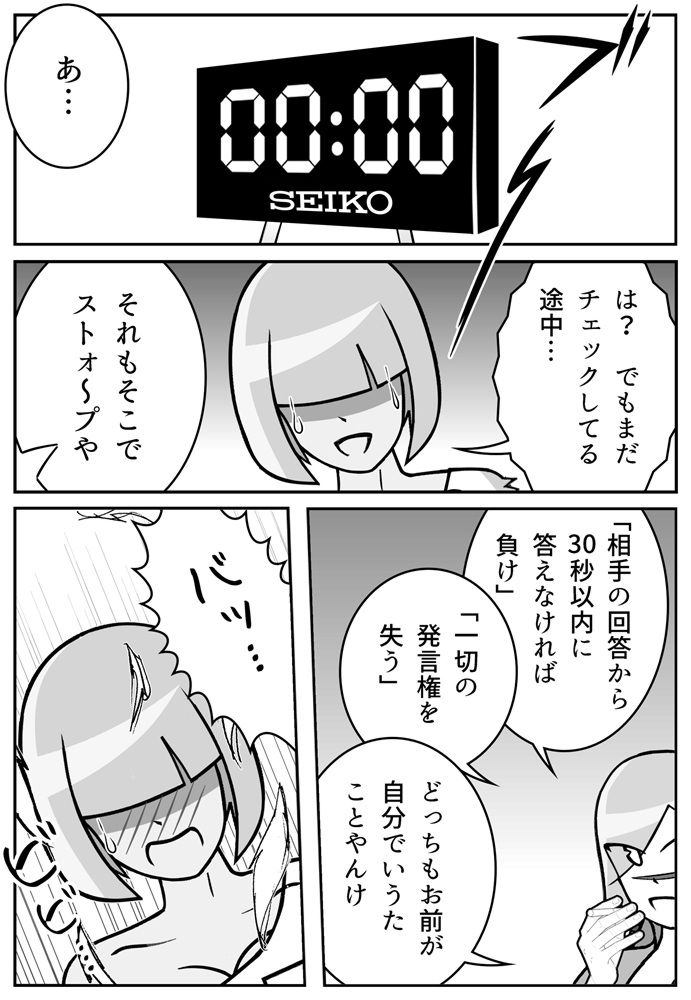 ブ゛
あ…
00:00
SEIKO
は？　でもまだ
チェックしてる
途中…
それもそこで
ストォ〜プや
「相手の回答から
30秒以内に
答えなければ
負け」
「一切の
発言権を
失う」
どっちもお前が
自分でいうた
ことやんけ
バッ…